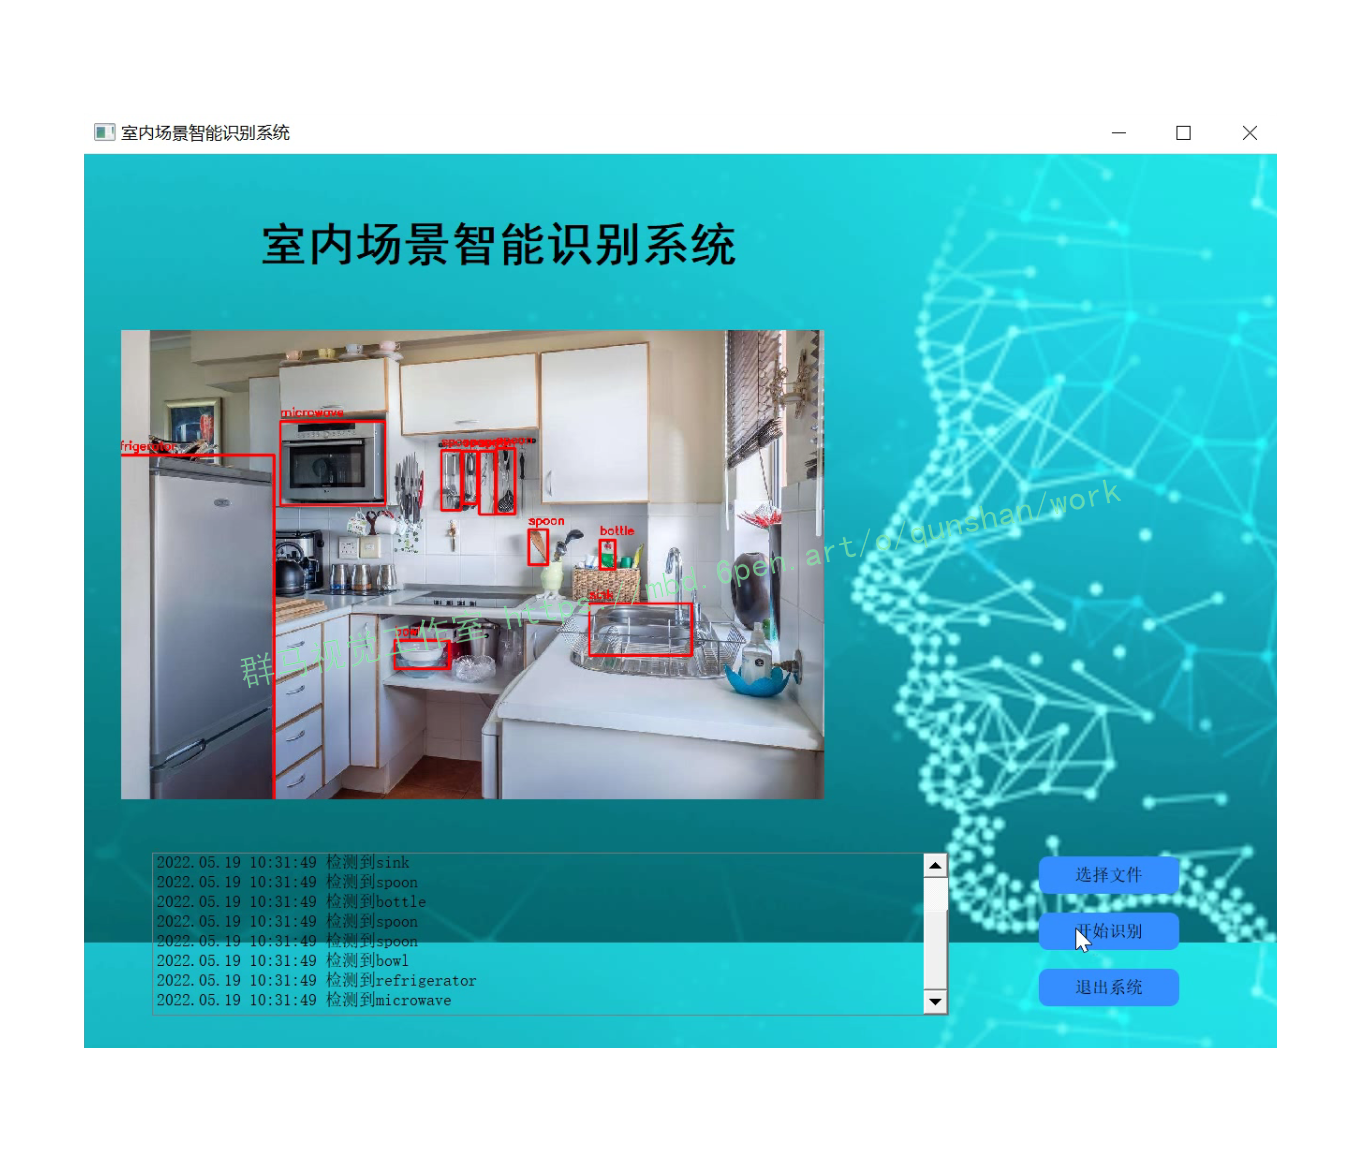 室内场景智能识别系统
室内场景智能识别系统
microwave
frigerator
spoon
spoon
bottle
sink
bowl
群鸟视觉工作室 https://mbd.6pen.art/o/qunshan/work
2022.05.19 10:31:49 检测到sink
2022.05.19 10:31:49 检测到spoon
2022.05.19 10:31:49 检测到bottle
2022.05.19 10:31:49 检测到spoon
2022.05.19 10:31:49 检测到spoon
2022.05.19 10:31:49 检测到bowl
2022.05.19 10:31:49 检测到refrigerator
2022.05.19 10:31:49 检测到microwave
选择文件
开始识别
退出系统